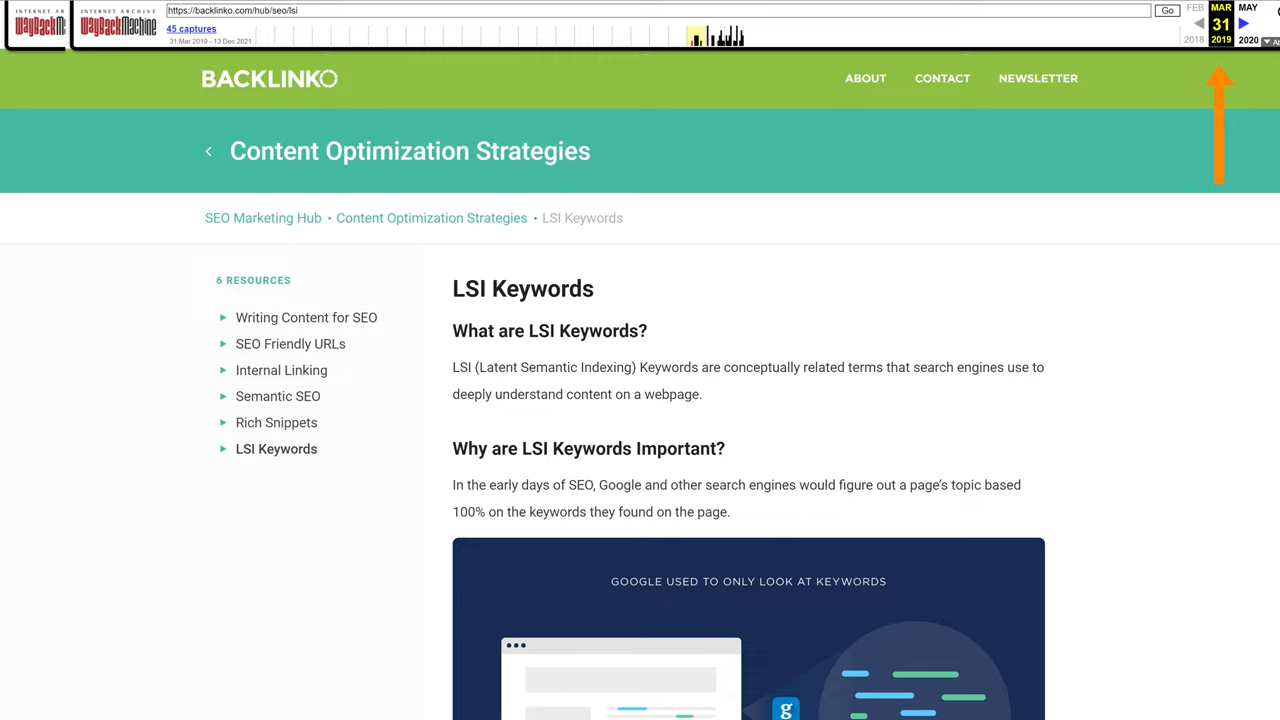 INTERNET AR
INTERNET ARCHIVE
WayBackM
WayBackMachine
https://backlinko.com/hub/seo/lsi
Go
FEB
MAR
MAY
45 captures
31
31 Mar 2019 - 13 Dec 2021
2018
2019
2020
BACKLINKO
ABOUT
CONTACT
NEWSLETTER
‹ Content Optimization Strategies
SEO Marketing Hub • Content Optimization Strategies • LSI Keywords
6 RESOURCES
Writing Content for SEO
SEO Friendly URLs
Internal Linking
Semantic SEO
Rich Snippets
LSI Keywords
LSI Keywords
What are LSI Keywords?
LSI (Latent Semantic Indexing) Keywords are conceptually related terms that search engines use to
deeply understand content on a webpage.
Why are LSI Keywords Important?
In the early days of SEO, Google and other search engines would figure out a page's topic based
100% on the keywords they found on the page.
GOOGLE USED TO ONLY LOOK AT KEYWORDS
g